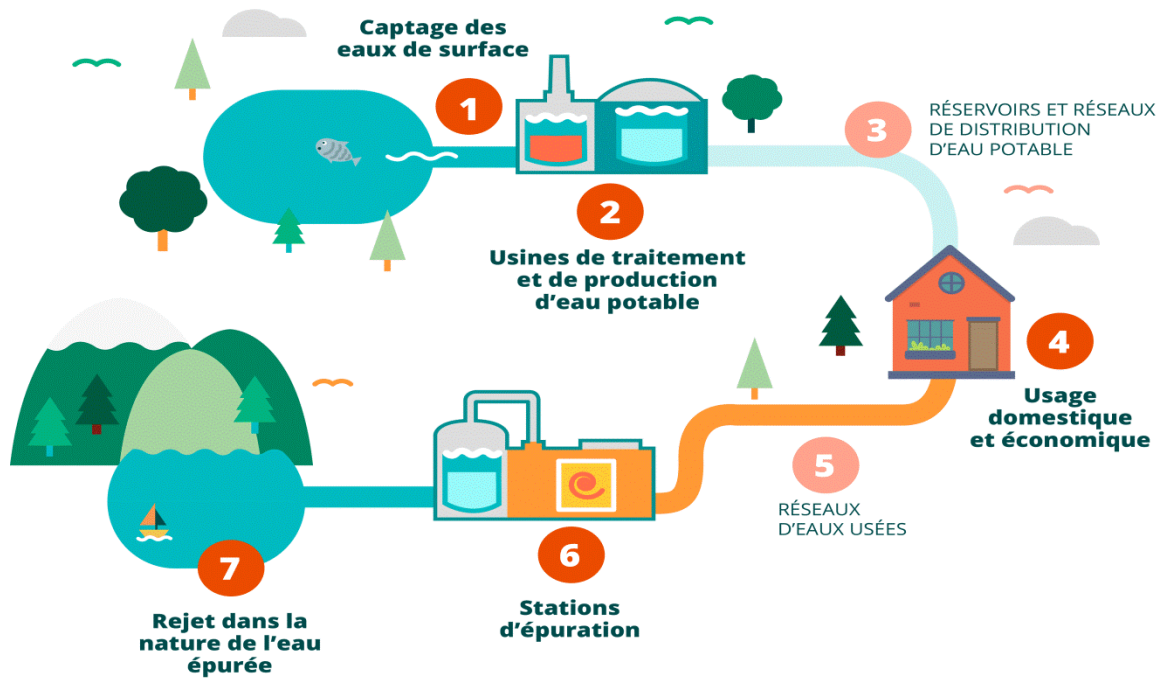 Captage des
eaux de surface
1
2
Usines de traitement
et de production
d’eau potable
3
RÉSERVOIRS ET RÉSEAUX
DE DISTRIBUTION
D’EAU POTABLE
4
Usage
domestique
et économique
5
RÉSEAUX
D’EAUX USÉES
6
Stations
d’épuration
7
Rejet dans la
nature de l’eau
épurée